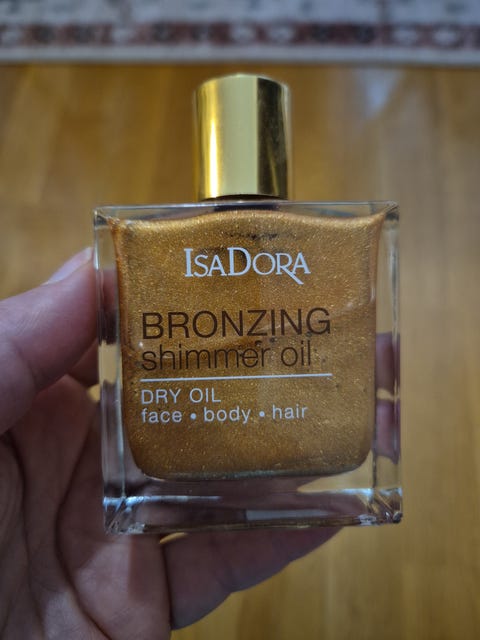 ISADORA
BRONZING
shimmer oil
DRY OIL
face • body • hair